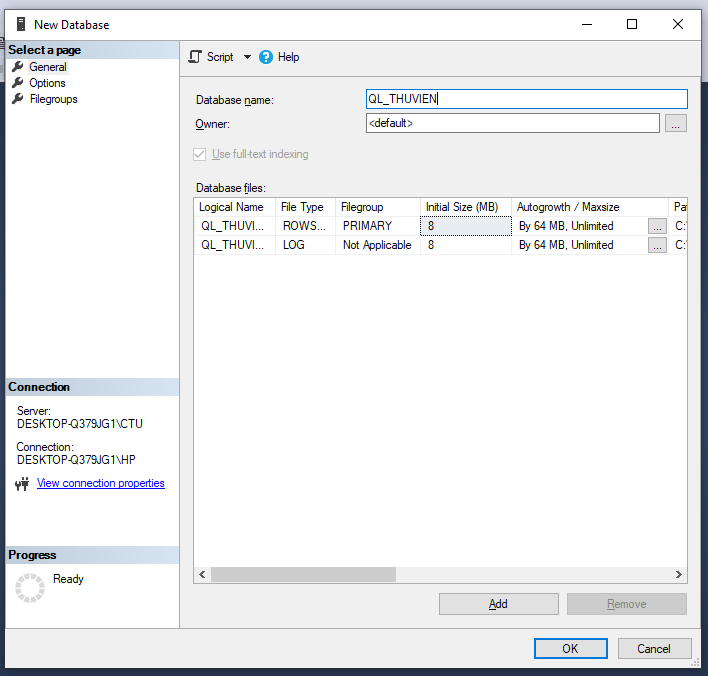 New Database
Select a page
General
Options
Filegroups
Script
Help
Database name: QL_THUVIEN
Owner: <default> ...
Use full-text indexing
Database files:
Logical Name File Type Filegroup Initial Size (MB) Autogrowth / Maxsize
QL_THUVI... ROWS... PRIMARY 8 By 64 MB, Unlimited ... C:\
QL_THUVI... LOG Not Applicable 8 By 64 MB, Unlimited ... C:\
Connection
Server:
DESKTOP-Q379JG1\CTU
Connection:
DESKTOP-Q379JG1\HP
View connection properties
Progress
Ready
Add Remove
OK Cancel